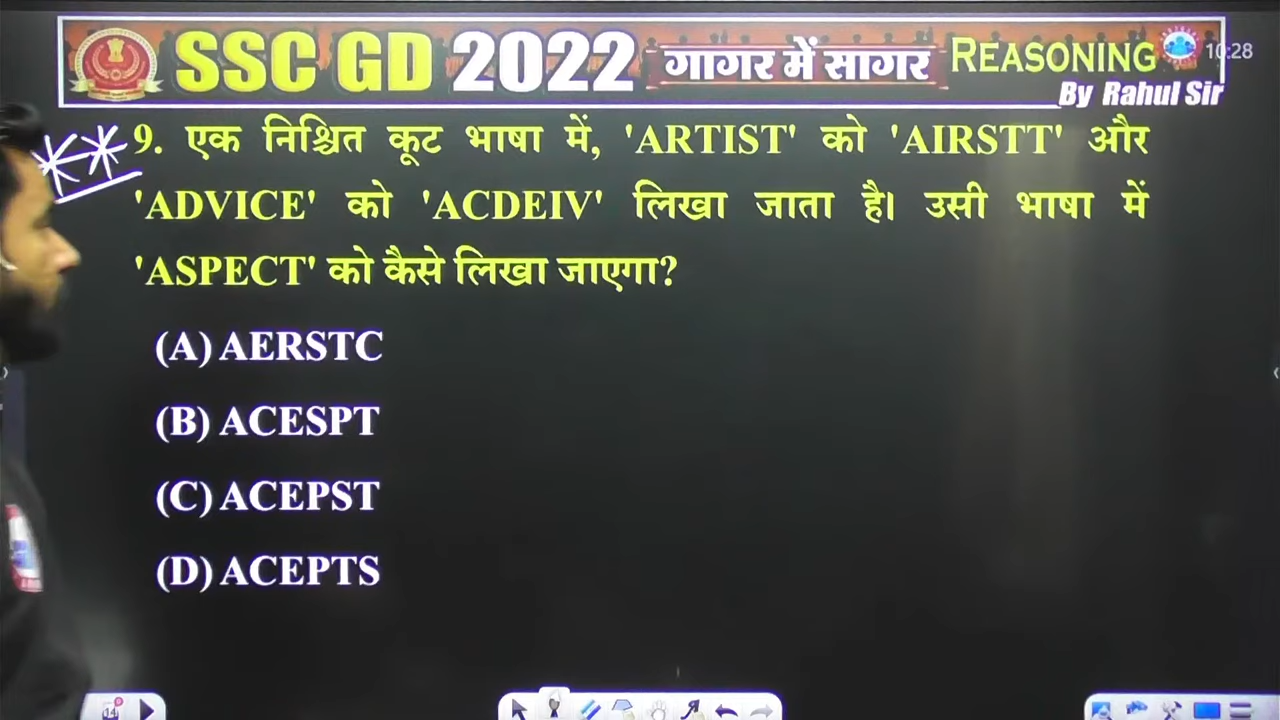 SSC GD 2022 गागर में सागर REASONING
By Rahul Sir
10:28
9. एक निश्चित कूट भाषा में, 'ARTIST' को 'AIRSTT' और
'ADVICE' को 'ACDEIV' लिखा जाता है। उसी भाषा में
'ASPECT' को कैसे लिखा जाएगा?
(A) AERSTC
(B) ACESPT
(C) ACEPST
(D) ACEPTS
14